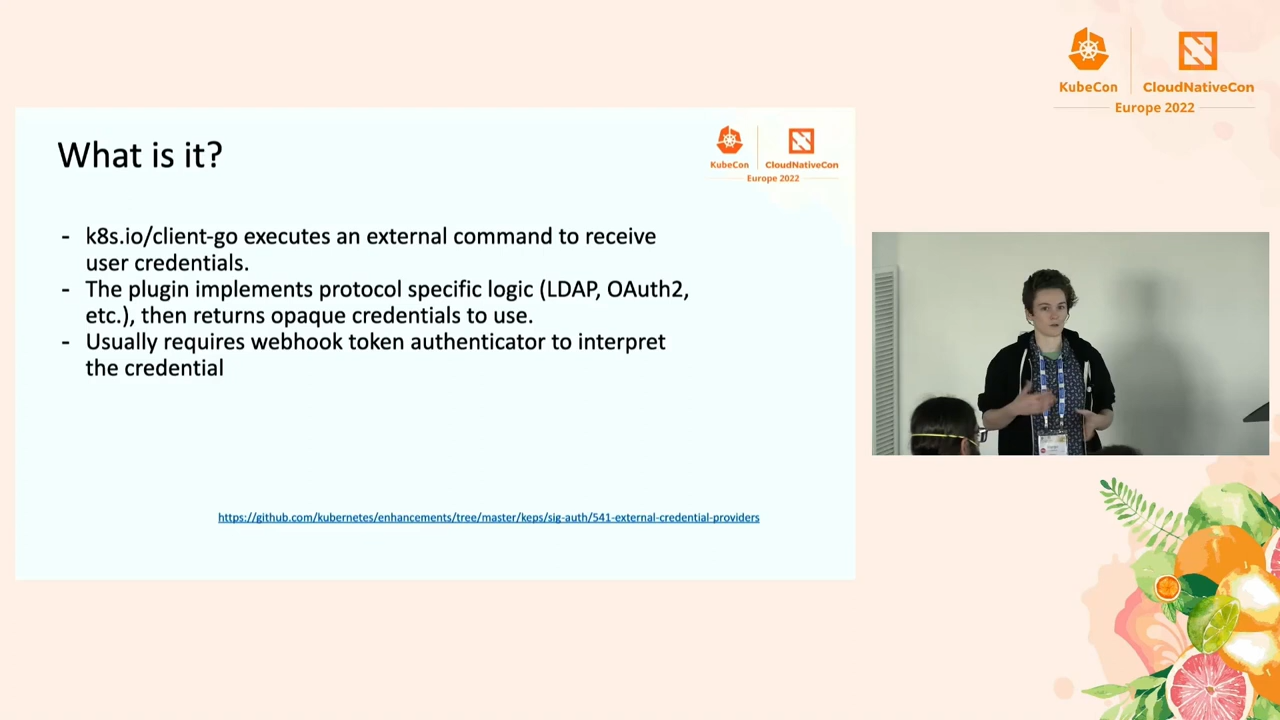 KubeCon
CloudNativeCon
Europe 2022
What is it?
KubeCon
CloudNativeCon
Europe 2022
- k8s.io/client-go executes an external command to receive
user credentials.
- The plugin implements protocol specific logic (LDAP, OAuth2,
etc.), then returns opaque credentials to use.
- Usually requires webhook token authenticator to interpret
the credential
https://github.com/kubernetes/enhancements/tree/master/keps/sig-auth/541-external-credential-providers